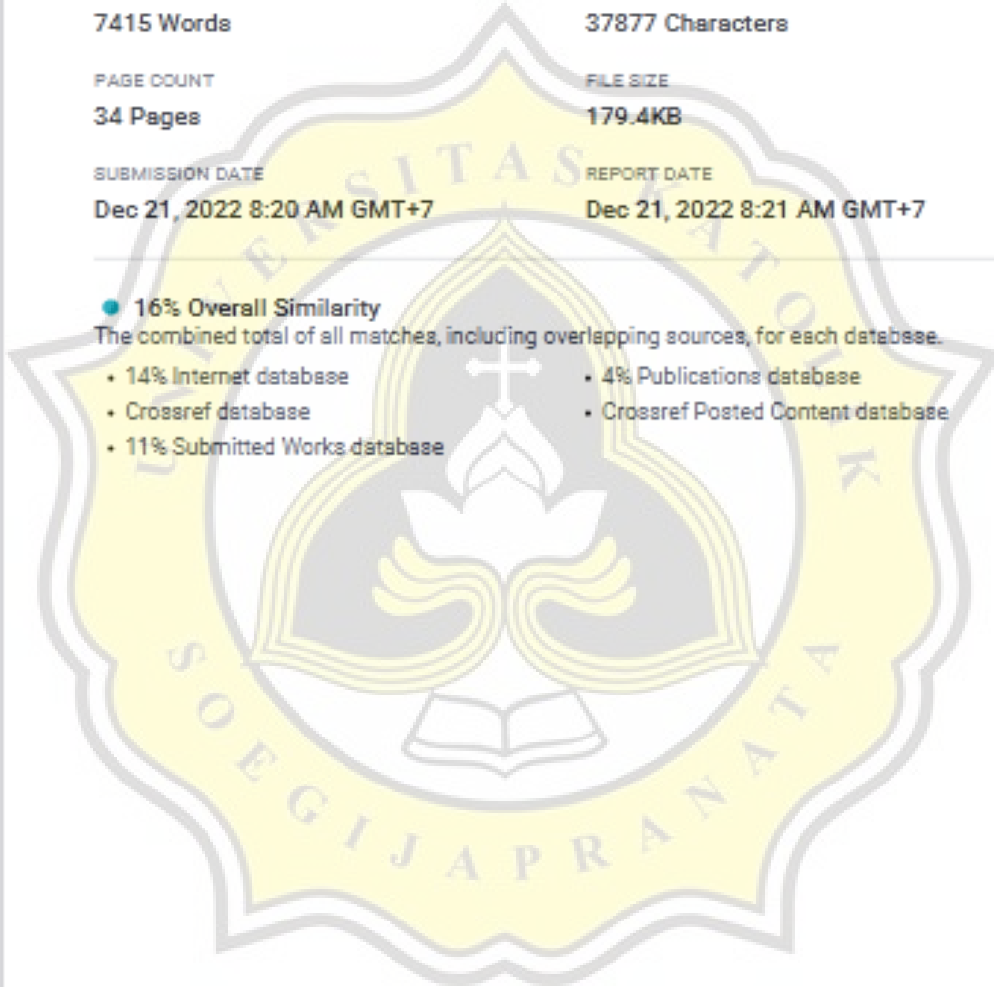 7415 Words
37877 Characters
PAGE COUNT
FILE SIZE
34 Pages
179.4KB
SUBMISSION DATE
REPORT DATE
Dec 21, 2022 8:20 AM GMT+7
Dec 21, 2022 8:21 AM GMT+7
● 16% Overall Similarity
The combined total of all matches, including overlapping sources, for each database.
• 14% Internet database
• 4% Publications database
• Crossref database
• Crossref Posted Content database
• 11% Submitted Works database
UNIVERSITAS KATOLIK
SOEGIJAPRANATA